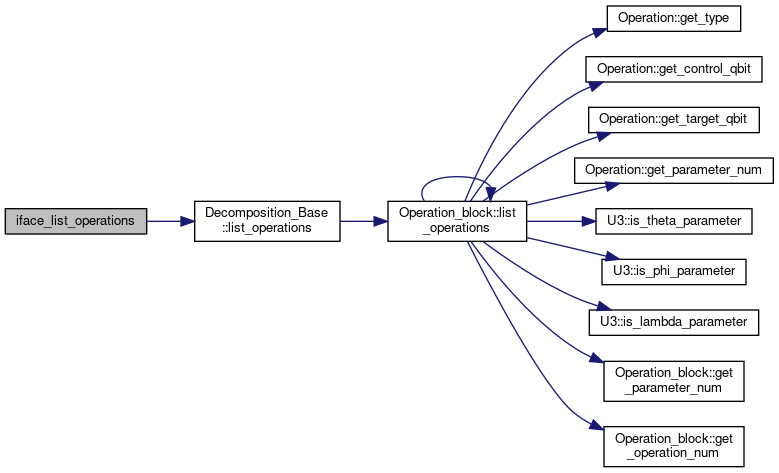 iface_list_operations
Decomposition_Base
::list_operations
Operation_block::list
_operations
Operation::get_type
Operation::get_control_qbit
Operation::get_target_qbit
Operation::get_parameter_num
U3::is_theta_parameter
U3::is_phi_parameter
U3::is_lambda_parameter
Operation_block::get
_parameter_num
Operation_block::get
_operation_num